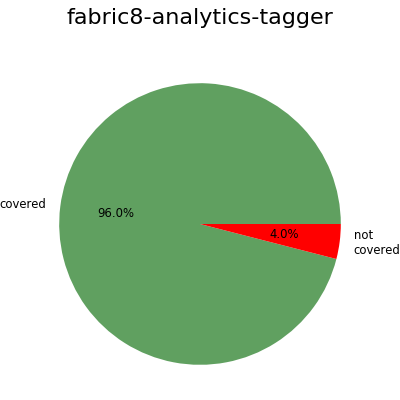 fabric8-analytics-tagger
covered
96.0%
4.0%
not
covered